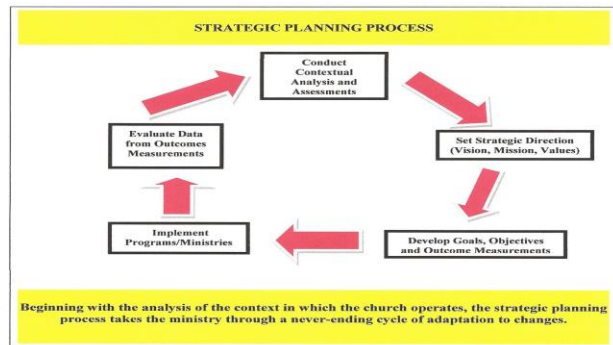 STRATEGIC PLANNING PROCESS
Conduct
Contextual
Analysis and
Assessments
Set Strategic Direction
(Vision, Mission, Values)
Develop Goals, Objectives
and Outcome Measurements
Implement
Programs/Ministries
Evaluate Data
from Outcomes
Measurements
Beginning with the analysis of the context in which the church operates, the strategic planning
process takes the ministry through a never-ending cycle of adaptation to changes.